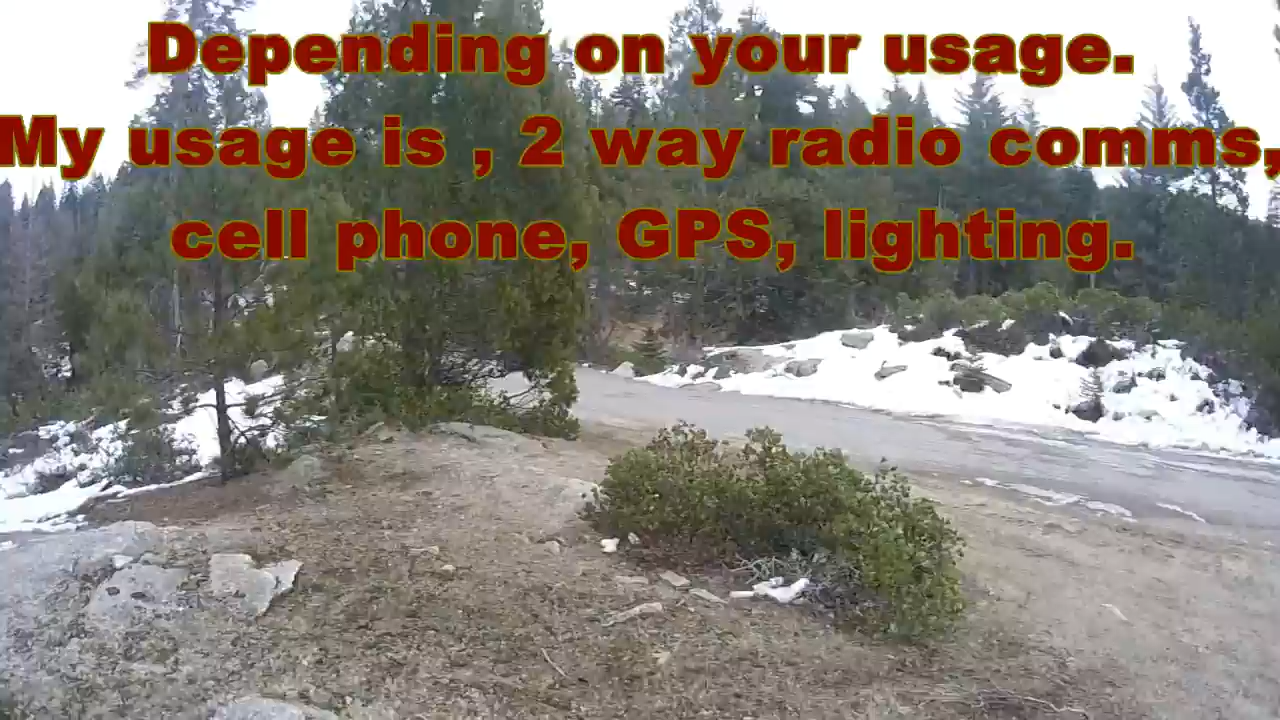 Depending on your usage.
My usage is , 2 way radio comms,
cell phone, GPS, lighting.